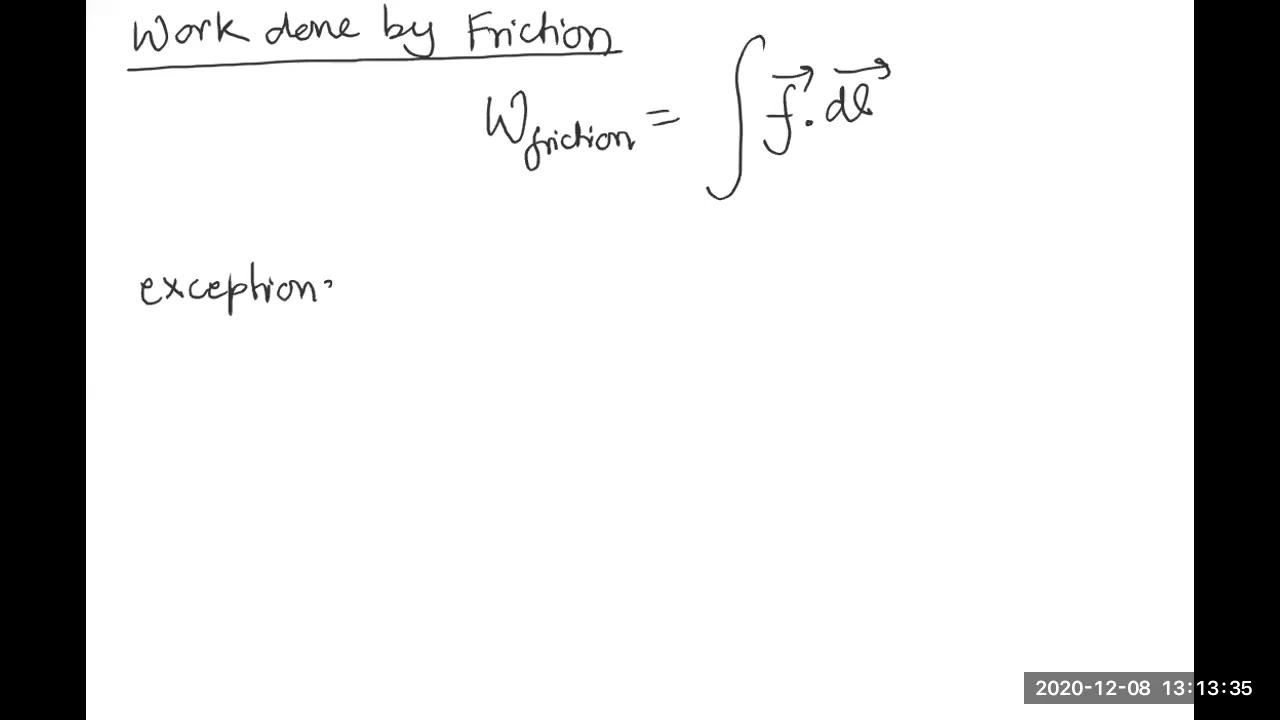 Work done by Friction
W_friction = ∫ f⃗ . dl⃗
exception:
2020-12-08 13:13:35